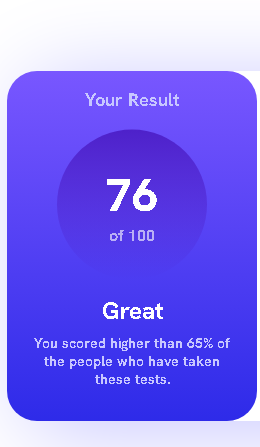 Your Result
76
of 100
Great
You scored higher than 65% of
the people who have taken
these tests.